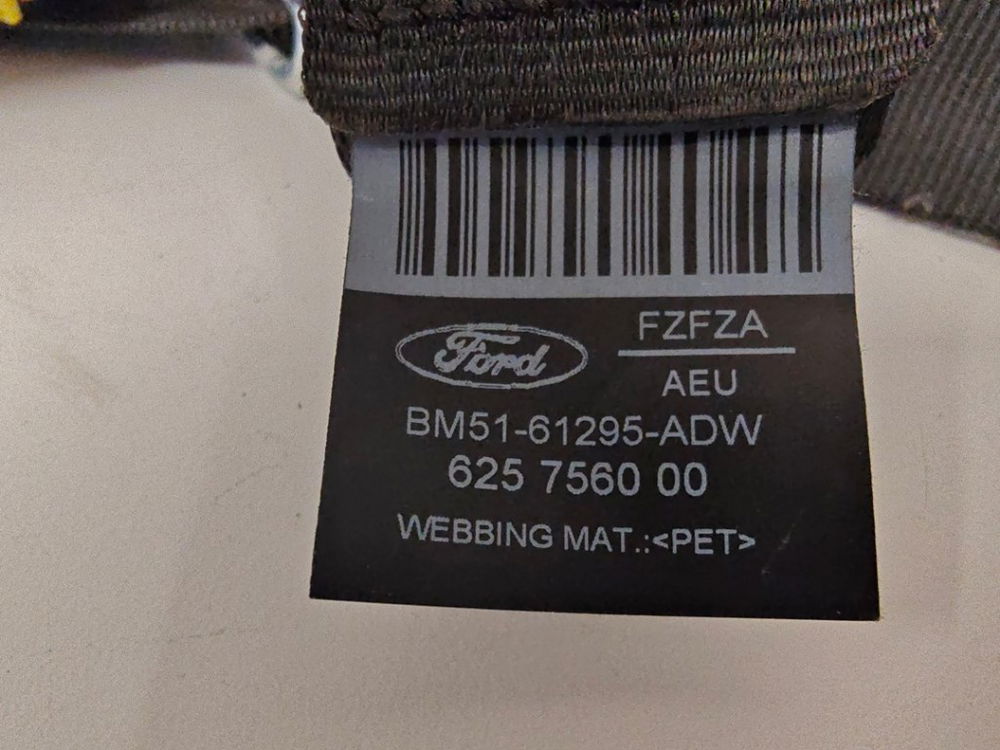 Ford
FZFZA
AEU
BM51-61295-ADW
625 7560 00
WEBBING MAT.:<PET>